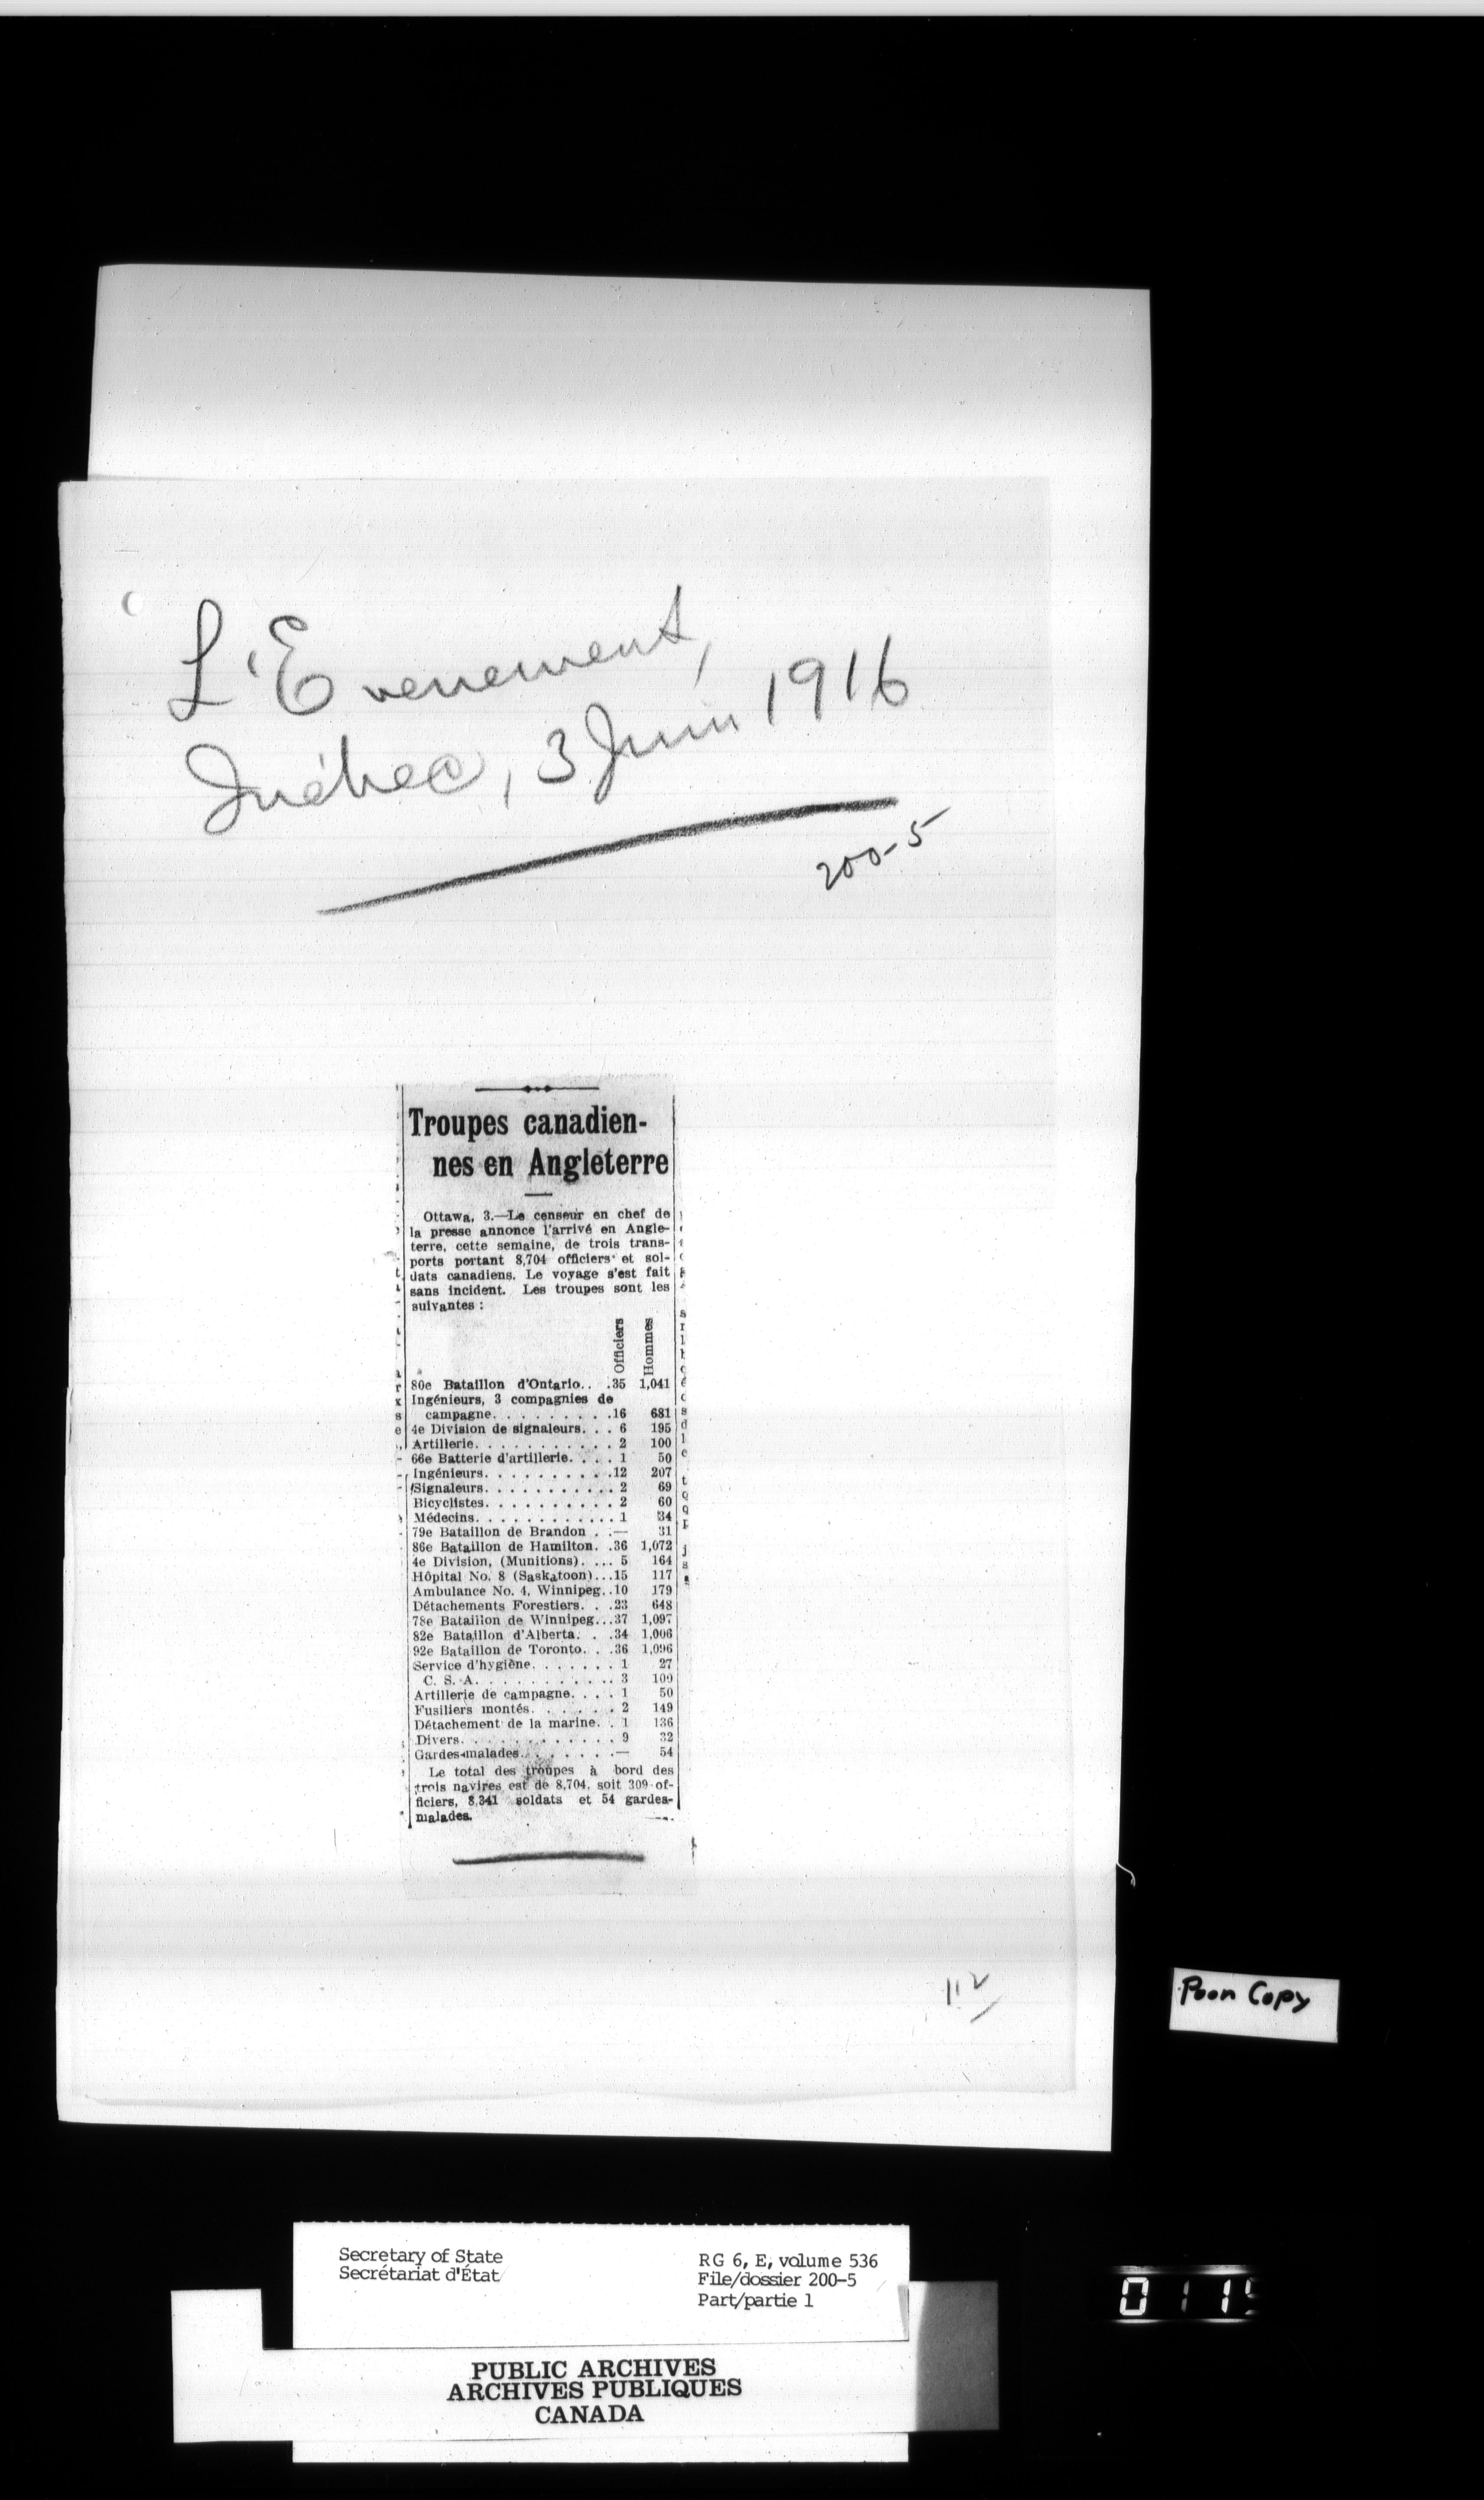 L'Evenement,
Québec, 3 Juin 1916
200-5
Troupes canadien-
nes en Angleterre
Ottawa, 3.—Le censeur en chef de
la presse annonce l'arrivé en Angle-
terre, cette semaine, de trois trans-
ports portant 8,704 officiers et sol-
dats canadiens. Le voyage s'est fait
sans incident. Les troupes sont les
suivantes :
Officiers Hommes
80e Bataillon d'Ontario.. .35 1,041
Ingénieurs, 3 compagnies de
campagne. . . . . . . . .16 681
4e Division de signaleurs. . . 6 195
Artillerie. . . . . . . . . . . 2 100
66e Batterie d'artillerie. . . . 1 50
Ingénieurs. . . . . . . . . .12 207
Signaleurs. . . . . . . . . . . 2 69
Bicyclistes. . . . . . . . . . 2 60
Médecins. . . . . . . . . . . 1 34
79e Bataillon de Brandon . .— 31
86e Bataillon de Hamilton. .36 1,072
4e Division, (Munitions). ... 5 164
Hôpital No. 8 (Saskatoon)...15 117
Ambulance No. 4, Winnipeg..10 179
Détachements Forestiers. . .23 648
78e Bataillon de Winnipeg...37 1,097
82e Bataillon d'Alberta. . .34 1,006
92e Bataillon de Toronto. . .36 1,096
Service d'hygiène. . . . . . . 1 27
C. S. A. . . . . . . . . . . 3 100
Artillerie de campagne. . . . 1 50
Fusiliers montés. . . . . . 2 149
Détachement de la marine. . 1 136
Divers. . . . . . . . . . . . 9 32
Gardes-malades. . . . . . . .— 54
Le total des troupes à bord des
trois navires est de 8,704, soit 309 of-
ficiers, 8,341 soldats et 54 gardes-
malades.
112
Poor Copy
Secretary of State
Secrétariat d'État
RG 6, E, volume 536
File/dossier 200-5
Part/partie 1
PUBLIC ARCHIVES
ARCHIVES PUBLIQUES
CANADA